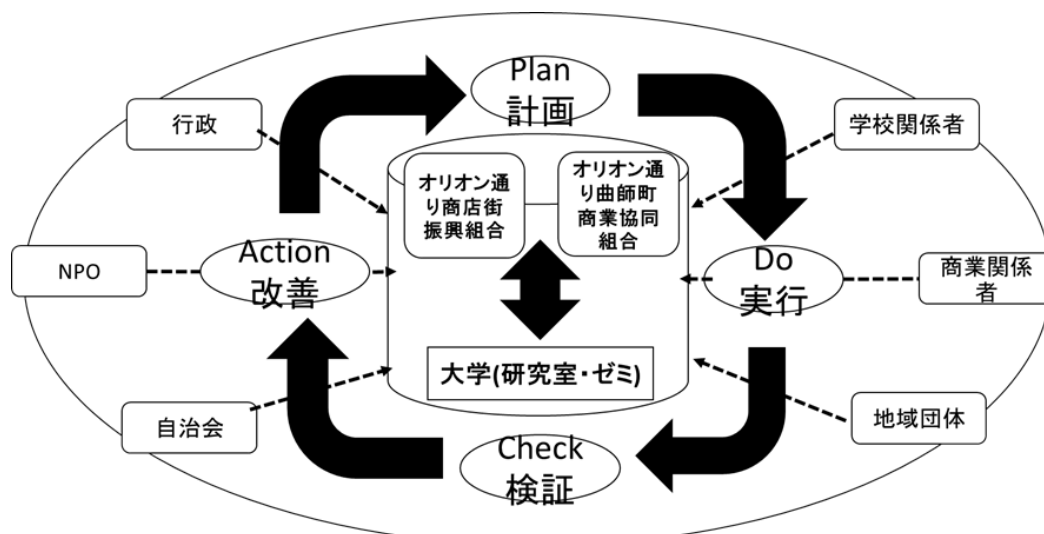 Plan
計画
行政
学校関係者
オリオン通
り商店街
振興組合
オリオン通
り曲師町
商業協同
組合
NPO
Action
改善
Do
実行
商業関係
者
大学(研究室・ゼミ)
自治会
地域団体
Check
検証